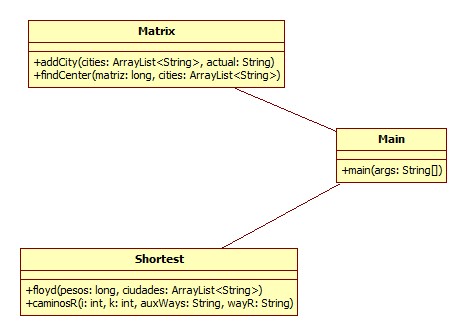 Matrix
+addCity(cities: ArrayList<String>, actual: String)
+findCenter(matriz: long, cities: ArrayList<String>)
Main
+main(args: String[])
Shortest
+floyd(pesos: long, ciudades: ArrayList<String>)
+caminosR(i: int, k: int, auxWays: String, wayR: String)